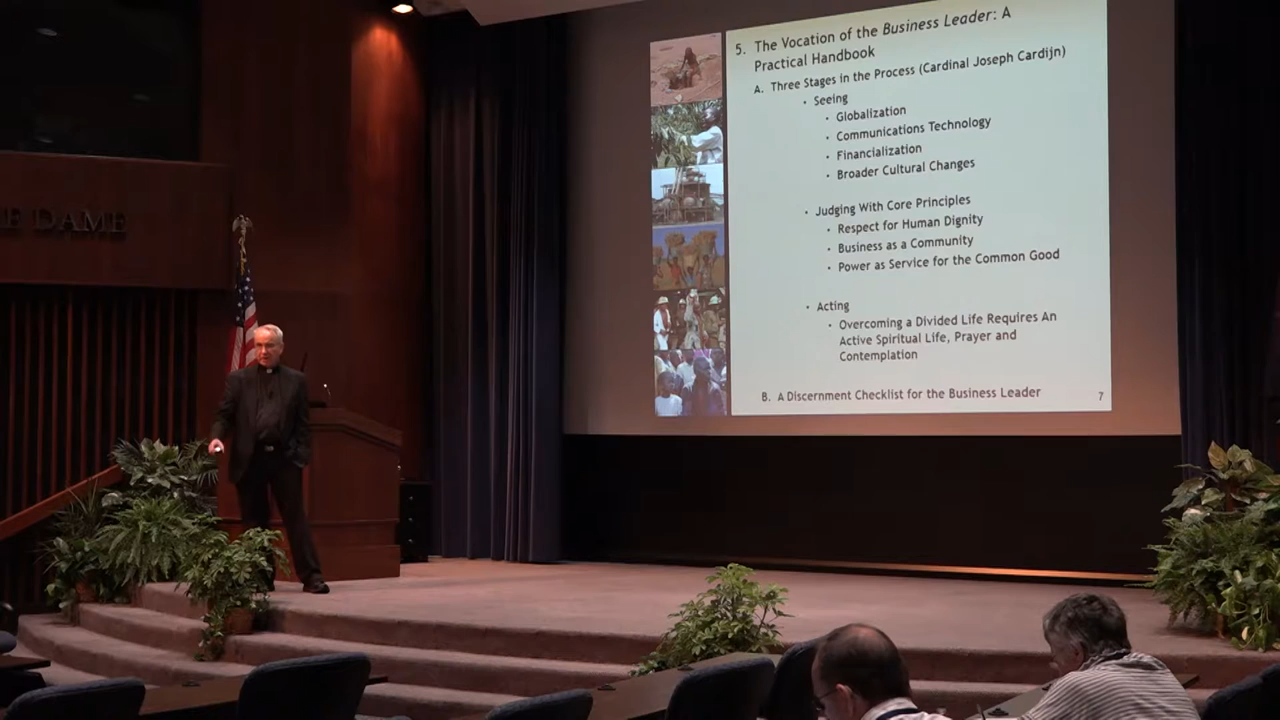 E DAME
5. The Vocation of the Business Leader: A
Practical Handbook
A. Three Stages in the Process (Cardinal Joseph Cardijn)
• Seeing
• Globalization
• Communications Technology
• Financialization
• Broader Cultural Changes
• Judging With Core Principles
• Respect for Human Dignity
• Business as a Community
• Power as Service for the Common Good
• Acting
• Overcoming a Divided Life Requires An
Active Spiritual Life, Prayer and
Contemplation
B. A Discernment Checklist for the Business Leader
7